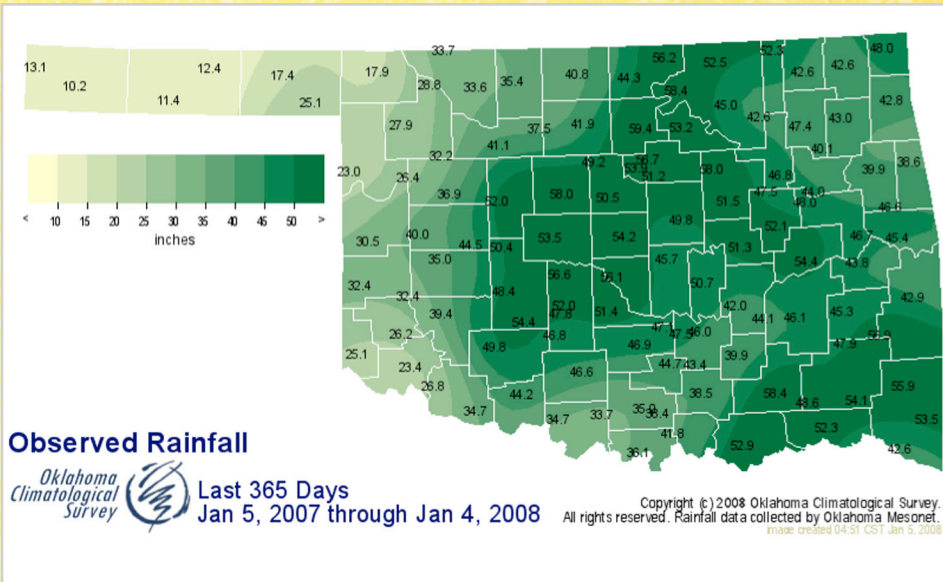 33.7
56.2 52.5 52.3 48.0
13.1 12.4 17.4 17.9 40.8 44.3 42.6 42.6
10.2 28.8 33.6 35.4 58.4
11.4 25.1 45.0 42.8
27.9 37.5 41.9 59.4 53.2 42.6 47.4 43.0
41.1 40.1
32.2 49.2 56.7 38.6
23.0 26.4 51.2 58.0 46.8 39.9
36.9 52.0 58.0 50.5 51.5 47.5 44.0
48.0 46.6
49.8 52.1
30.5 40.0 44.5 50.4 53.5 54.2 51.3 46.7 45.4
35.0 45.7 54.4 43.8
56.6 56.1 50.7
32.4 32.4 48.4 42.9
39.4 52.0 51.4 42.0 45.3
47.8 44.1 46.1
54.4
26.2 46.8 47.1 47.5 46.0 56.9
25.1 49.8 46.9 39.9 47.9
23.4 46.6 44.7 43.4
26.8 44.2 38.5 58.4 55.9
34.7 34.7 33.7 38.4 48.6 54.1
41.8 52.3 53.5
36.1 52.9 42.6
< 10 15 20 25 30 35 40 45 50 >
inches
Observed Rainfall
Oklahoma
Climatological
Survey
Last 365 Days
Jan 5, 2007 through Jan 4, 2008
Copyright (c) 2008 Oklahoma Climatological Survey.
All rights reserved. Rainfall data collected by Oklahoma Mesonet.
image created 04:51 CST Jan 5, 2008